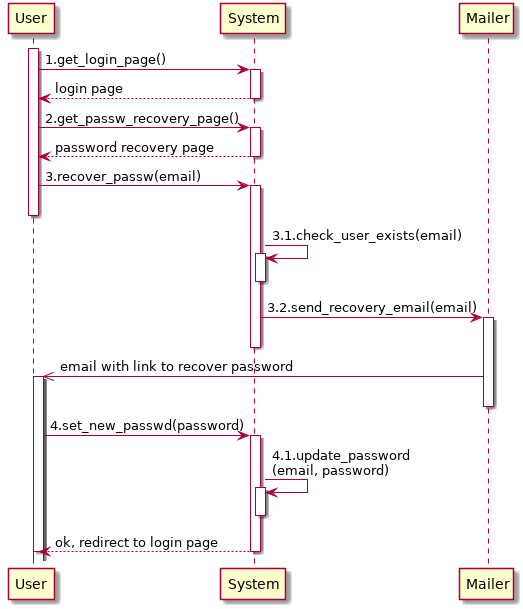 User System Mailer
1.get_login_page()
login page
2.get_passw_recovery_page()
password recovery page
3.recover_passw(email)
3.1.check_user_exists(email)
3.2.send_recovery_email(email)
email with link to recover password
4.set_new_passwd(password)
4.1.update_password
(email, password)
ok, redirect to login page
User System Mailer